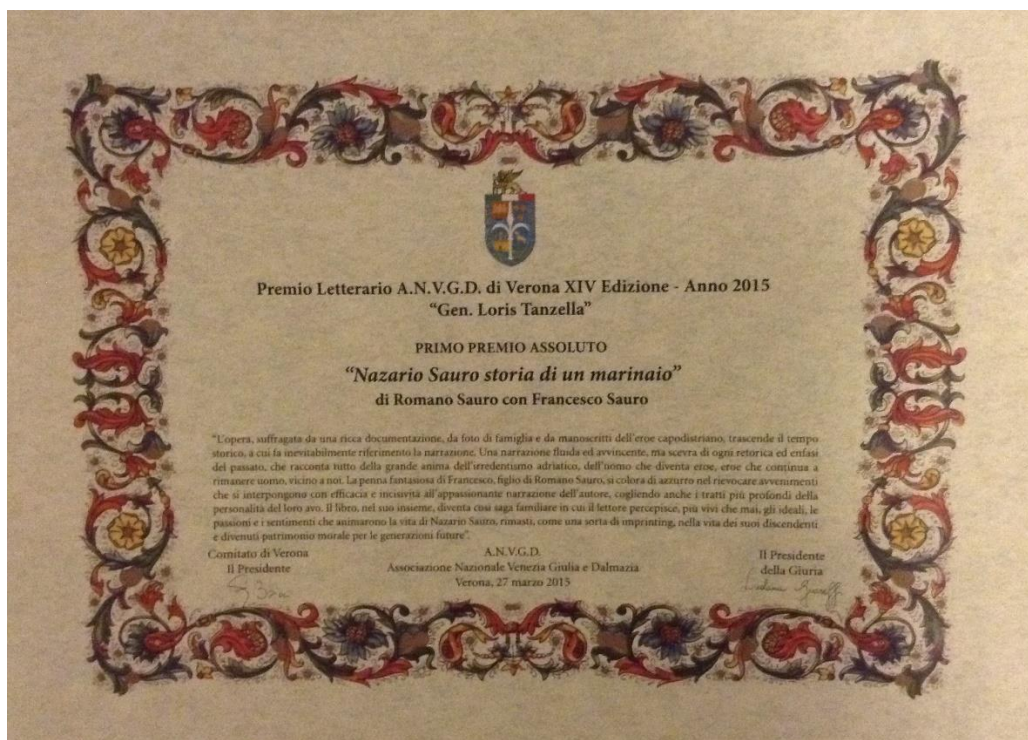 Premio Letterario A.N.V.G.D. di Verona XIV Edizione - Anno 2015
"Gen. Loris Tanzella"
PRIMO PREMIO ASSOLUTO
"Nazario Sauro storia di un marinaio"
di Romano Sauro con Francesco Sauro
"L'opera, suffragata da una ricca documentazione, da foto di famiglia e da manoscritti dell'eroe capodistriano, trascende il tempo
storico, a cui fa inevitabilmente riferimento la narrazione. Una narrazione fluida ed avvincente, ma scevra di ogni retorica ed enfasi
del passato, che racconta tutto della grande anima dell'irredentismo adriatico, dell'uomo che diventa eroe, eroe che continua a
rimanere uomo, vicino a noi. La penna fantasiosa di Francesco, figlio di Romano Sauro, si colora di azzurro nel rievocare avvenimenti
che si interpongono con efficacia e incisività all'appassionante narrazione dell'autore, cogliendo anche i tratti più profondi della
personalità del loro avo. Il libro, nel suo insieme, diventa così saga familiare in cui il lettore percepisce, più vivi che mai, gli ideali, le
passioni e i sentimenti che animarono la vita di Nazario Sauro, rimasti, come una sorta di imprinting, nella vita dei suoi discendenti
e divenuti patrimonio morale per le generazioni future".
Comitato di Verona
Il Presidente
A.N.V.G.D.
Associazione Nazionale Venezia Giulia e Dalmazia
Verona, 27 marzo 2015
Il Presidente
della Giuria